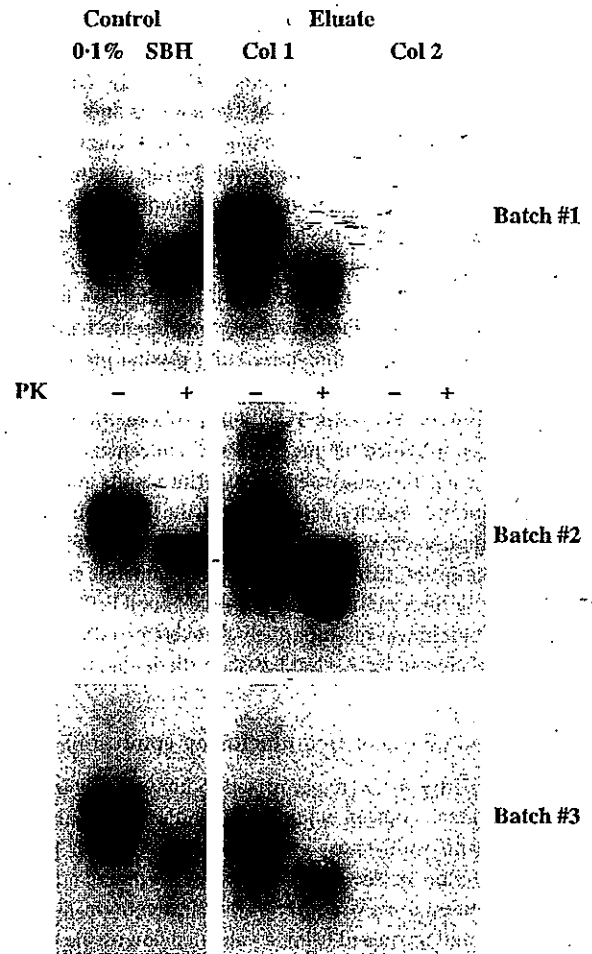 Control Eluate
0·1% SBH Col 1 Col 2
Batch #1
PK – + – + – +
Batch #2
Batch #3